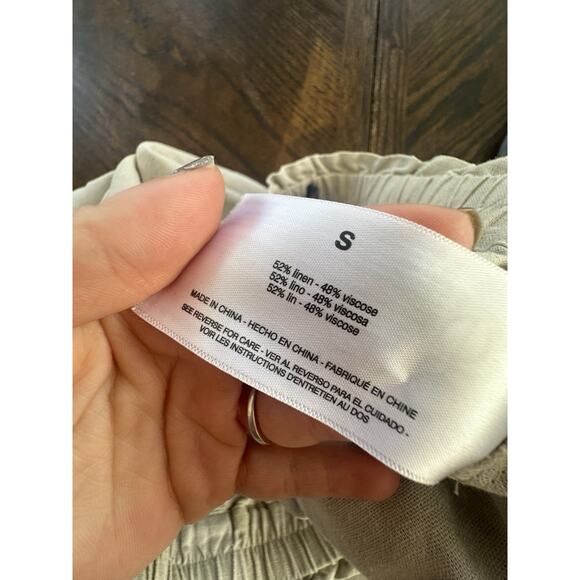 S
52% linen - 48% viscose
52% lino - 48% viscosa
52% lin - 48% viscose
MADE IN CHINA - HECHO EN CHINA - FABRIQUÉ EN CHINE
SEE REVERSE FOR CARE - VER AL REVERSO PARA EL CUIDADO -
VOIR LES INSTRUCTIONS D'ENTRETIEN AU DOS